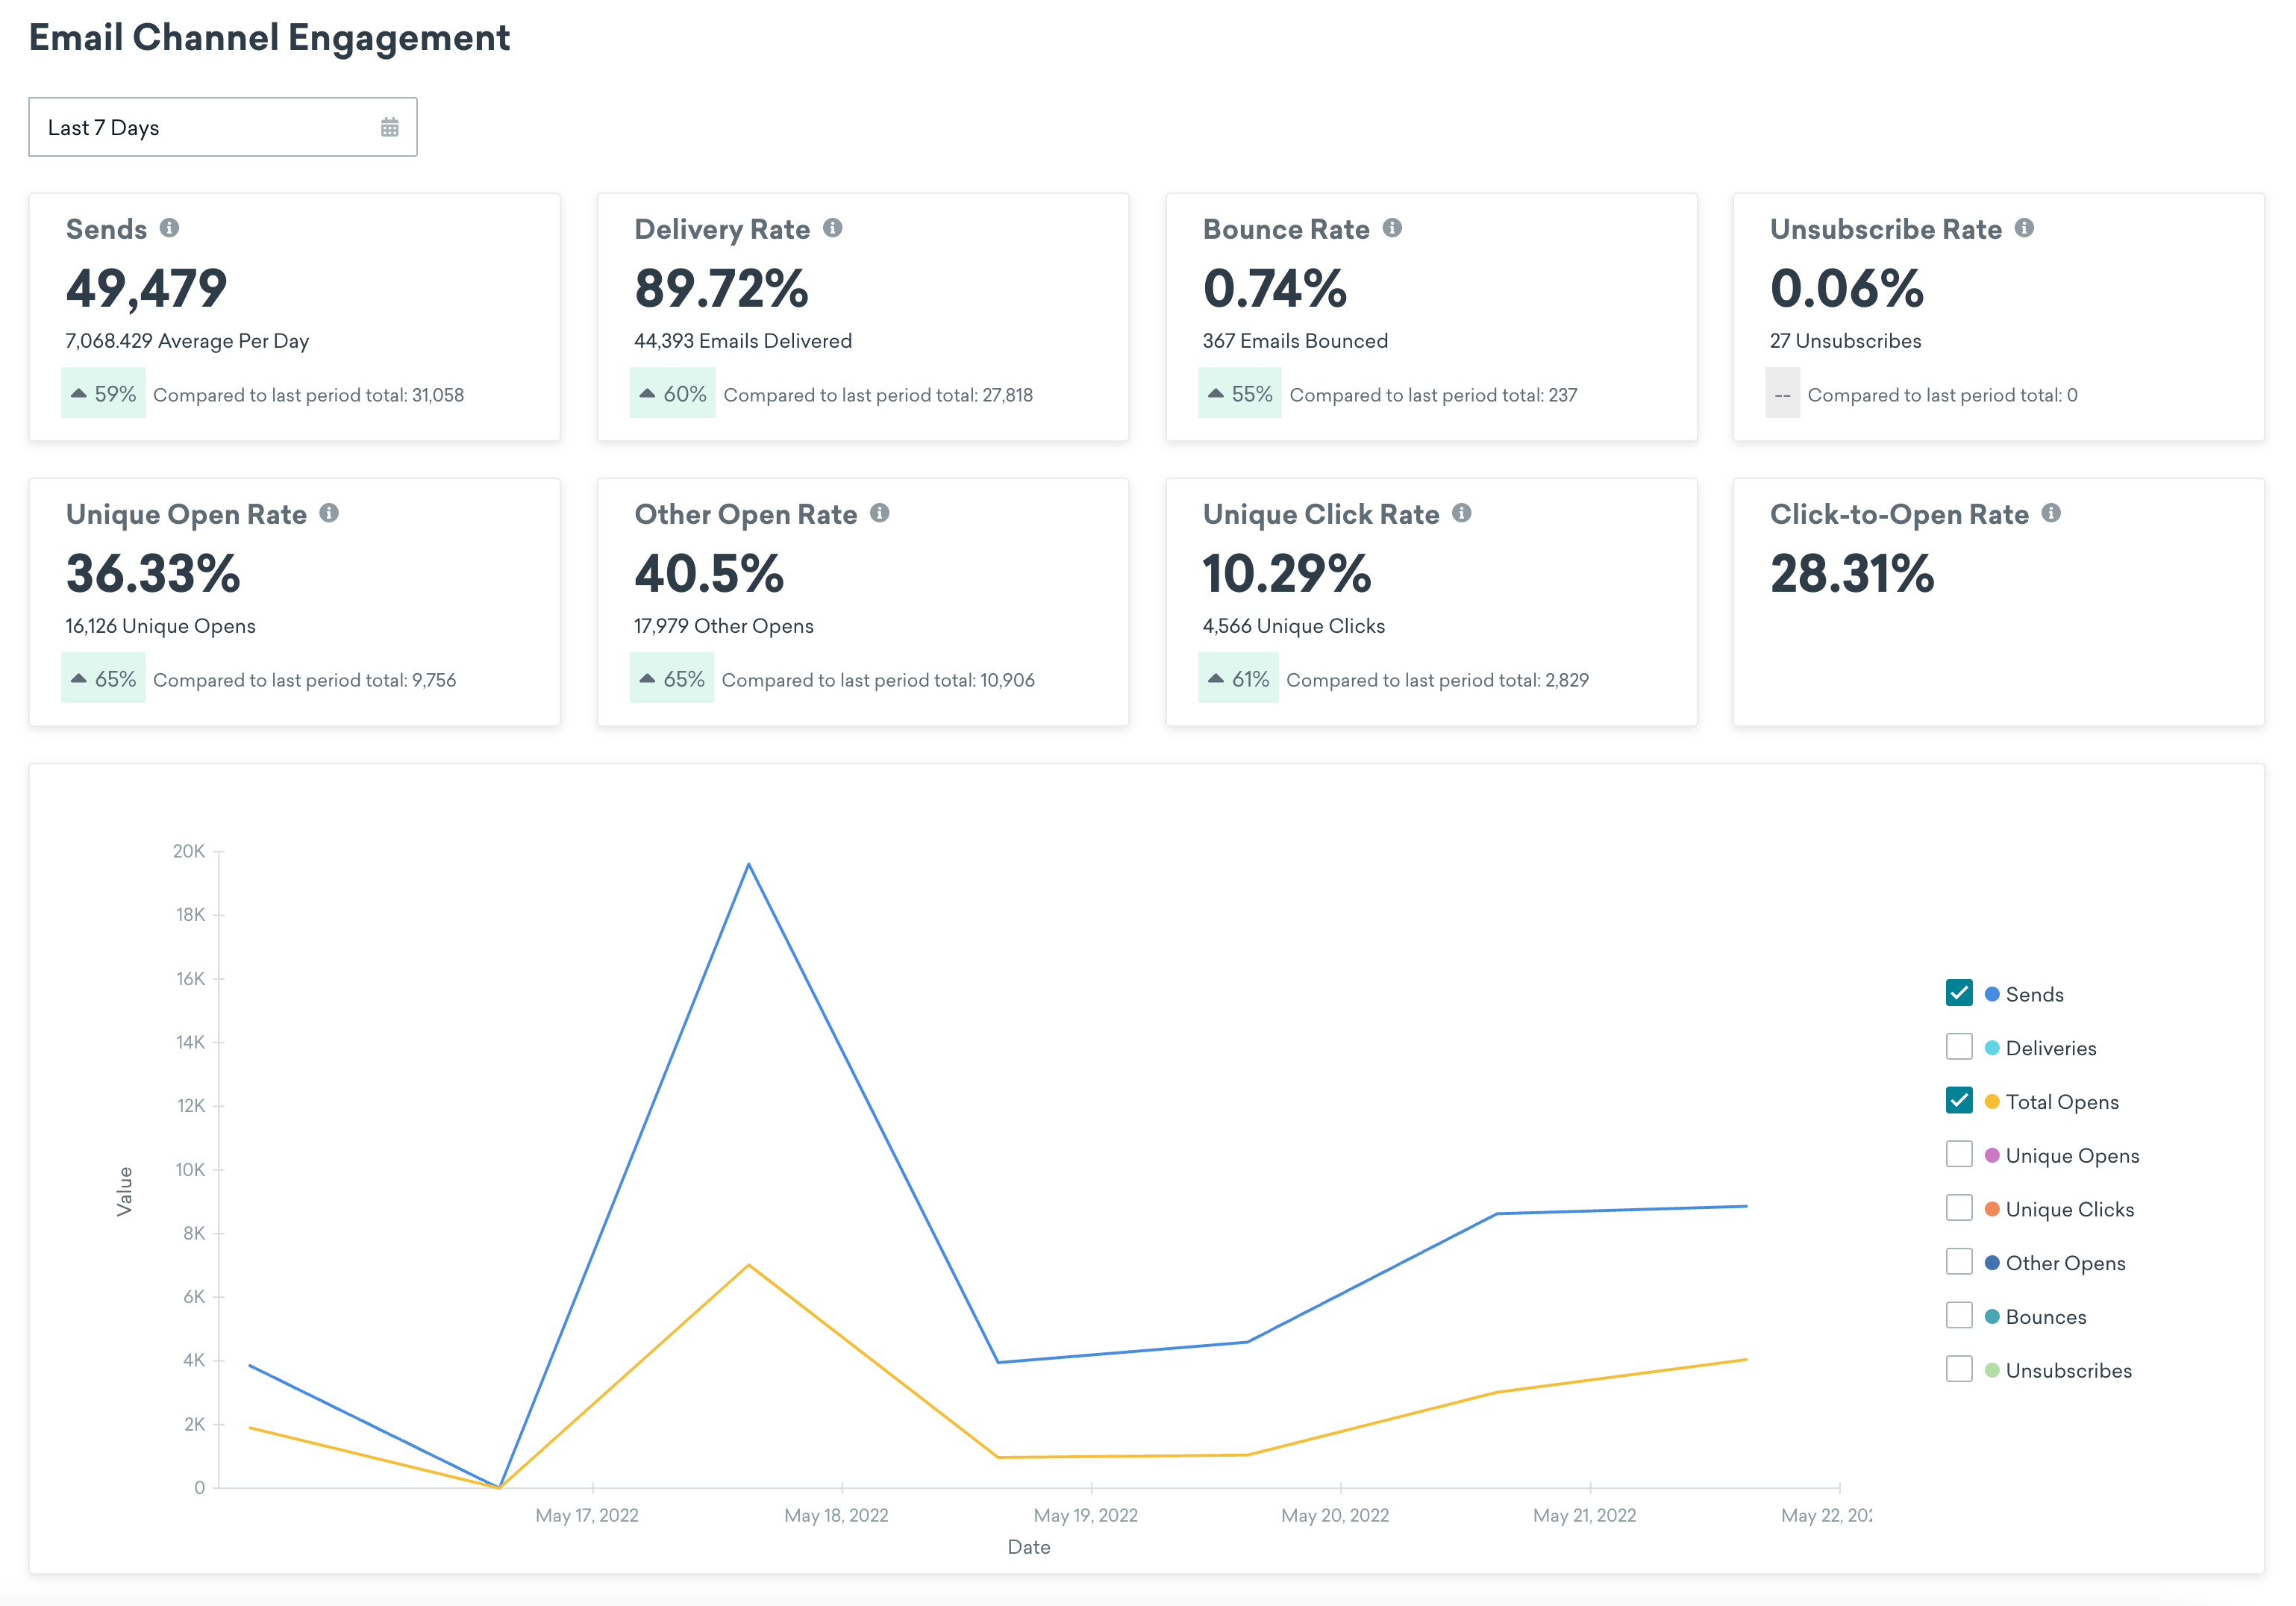 Email Channel Engagement
Last 7 Days
Sends
49,479
7,068.429 Average Per Day
59% Compared to last period total: 31,058
Delivery Rate
89.72%
44,393 Emails Delivered
60% Compared to last period total: 27,818
Bounce Rate
0.74%
367 Emails Bounced
55% Compared to last period total: 237
Unsubscribe Rate
0.06%
27 Unsubscribes
-- Compared to last period total: 0
Unique Open Rate
36.33%
16,126 Unique Opens
65% Compared to last period total: 9,756
Other Open Rate
40.5%
17,979 Other Opens
65% Compared to last period total: 10,906
Unique Click Rate
10.29%
4,566 Unique Clicks
61% Compared to last period total: 2,829
Click-to-Open Rate
28.31%
20K
18K
16K
14K
12K
10K
8K
6K
4K
2K
0
Value
May 17, 2022
May 18, 2022
May 19, 2022
May 20, 2022
May 21, 2022
May 22, 202
Date
Sends
Deliveries
Total Opens
Unique Opens
Unique Clicks
Other Opens
Bounces
Unsubscribes